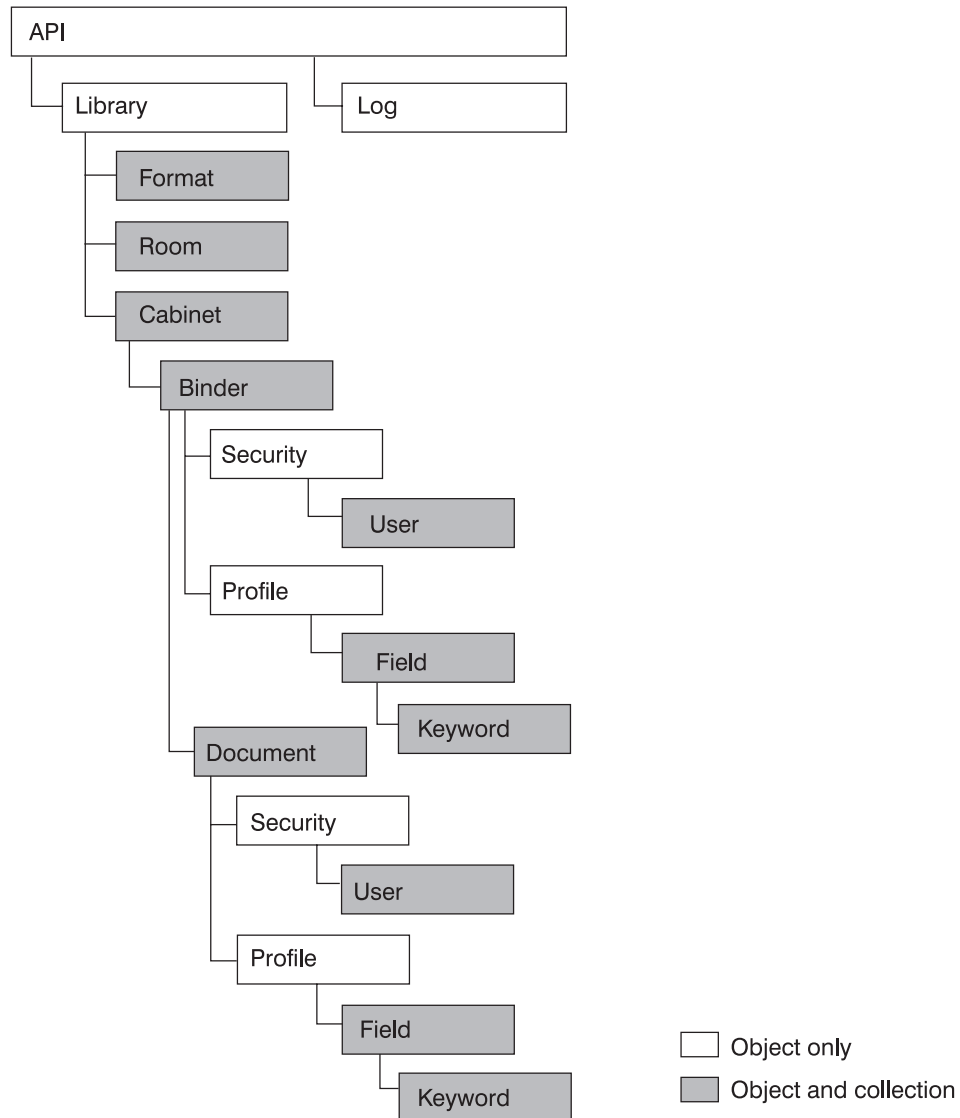 API
Library
Log
Format
Room
Cabinet
Binder
Security
User
Profile
Field
Keyword
Document
Security
User
Profile
Field
Keyword
Object only
Object and collection